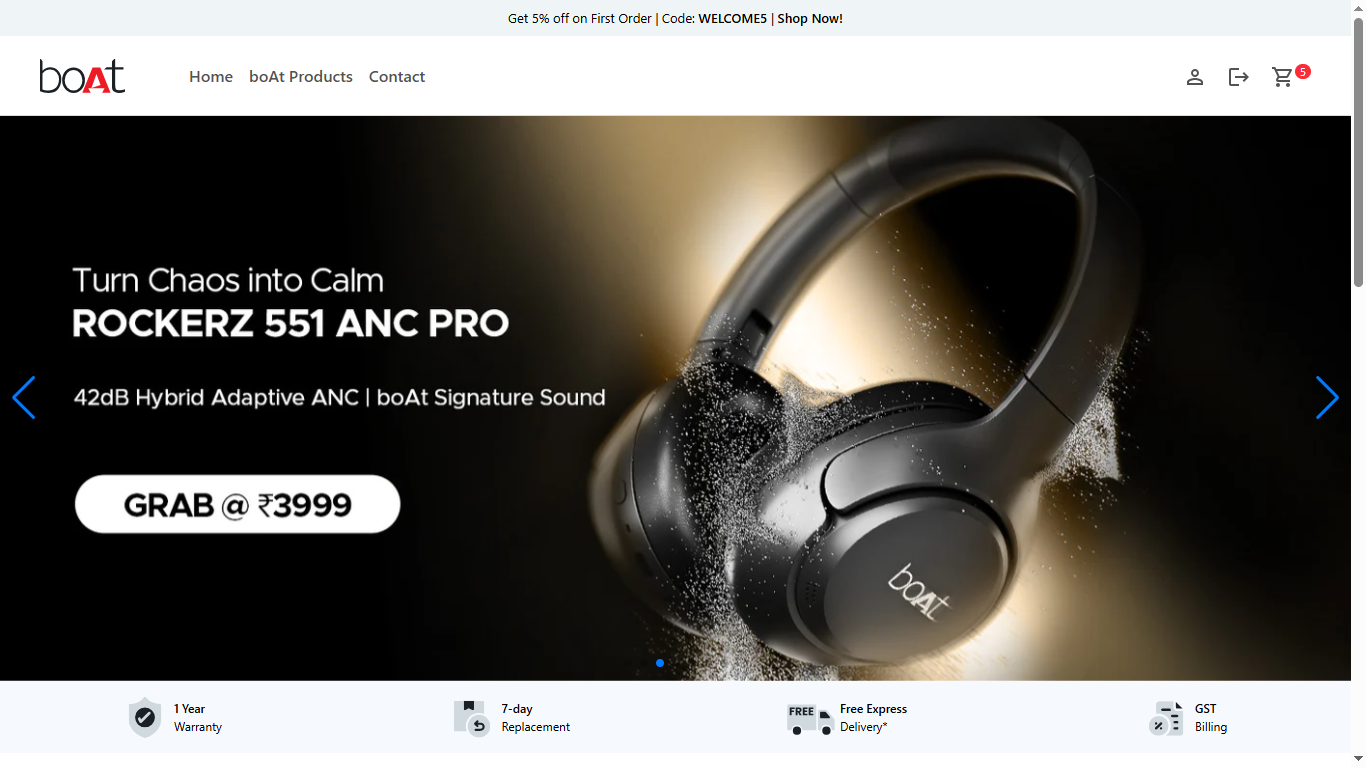 Get 5% off on First Order | Code: WELCOME5 | Shop Now!
boAt
Home boAt Products Contact
5
Turn Chaos into Calm
ROCKERZ 551 ANC PRO
42dB Hybrid Adaptive ANC | boAt Signature Sound
GRAB @ ₹3999
boAt
1 Year
Warranty
7-day
Replacement
FREE
Free Express
Delivery*
GST
Billing